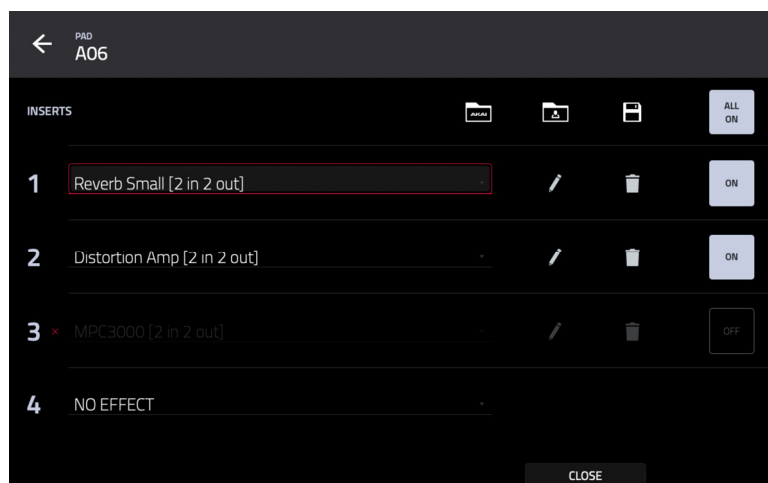 PAD
A06
INSERTS
AKAI
ALL
ON
1 Reverb Small [2 in 2 out] ON
2 Distortion Amp [2 in 2 out] ON
3 × MPC3000 [2 in 2 out] OFF
4 NO EFFECT
CLOSE